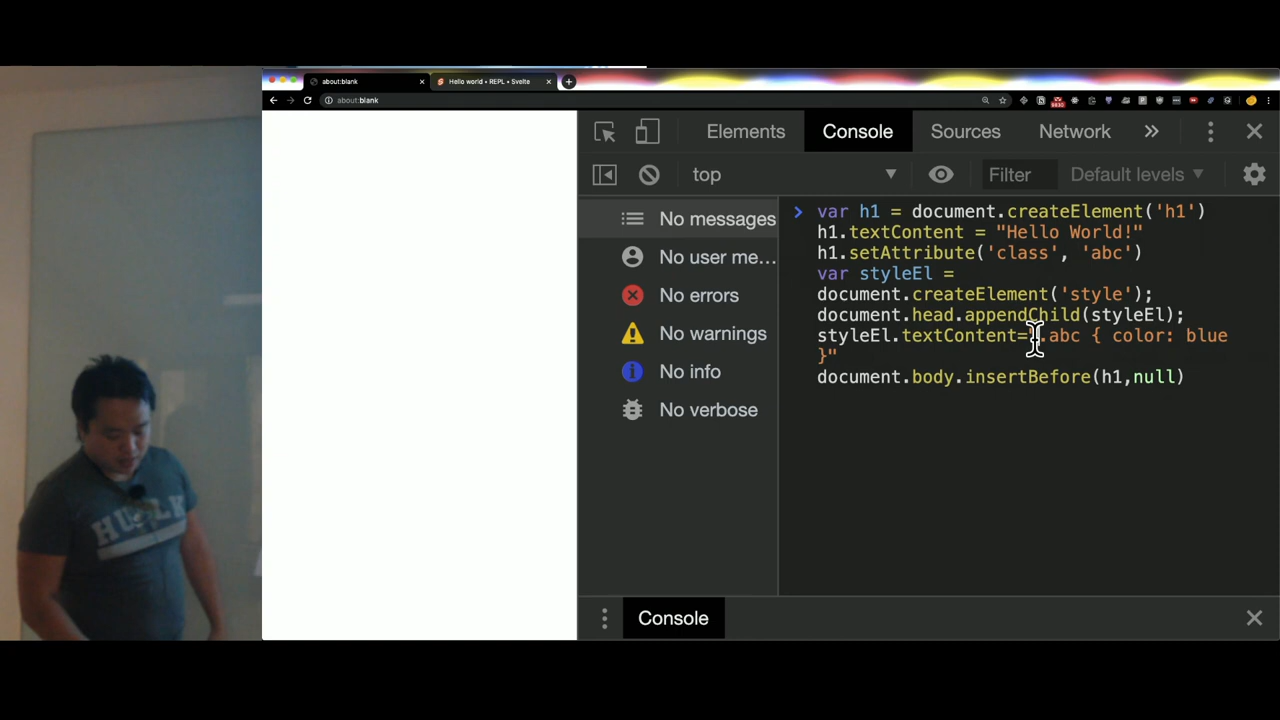 about:blank
Hello world • REPL • Svelte
about:blank
Elements
Console
Sources
Network
top
Filter
Default levels
No messages
No user me...
No errors
No warnings
No info
No verbose
var h1 = document.createElement('h1')
h1.textContent = "Hello World!"
h1.setAttribute('class', 'abc')
var styleEl =
document.createElement('style');
document.head.appendChild(styleEl);
styleEl.textContent=".abc { color: blue
}"
document.body.insertBefore(h1,null)
Console